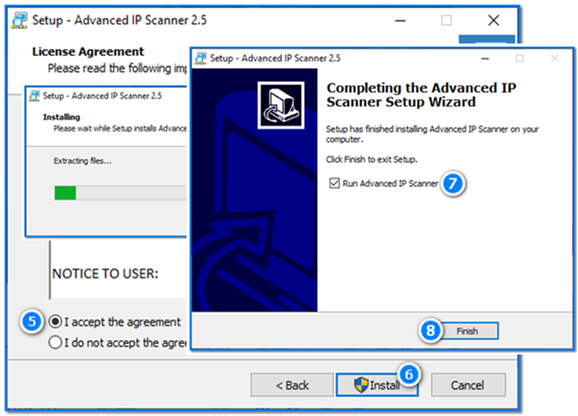 Setup - Advanced IP Scanner 2.5
License Agreement
Please read the following imp
Setup - Advanced IP Scanner 2.5
Installing
Please wait while Setup installs Advance
Extracting files...
NOTICE TO USER:
5 I accept the agreement
I do not accept the agree
< Back
Install
6
Cancel
Setup - Advanced IP Scanner 2.5
Completing the Advanced IP
Scanner Setup Wizard
Setup has finished installing Advanced IP Scanner on your
computer.
Click Finish to exit Setup.
Run Advanced IP Scanner 7
8 Finish